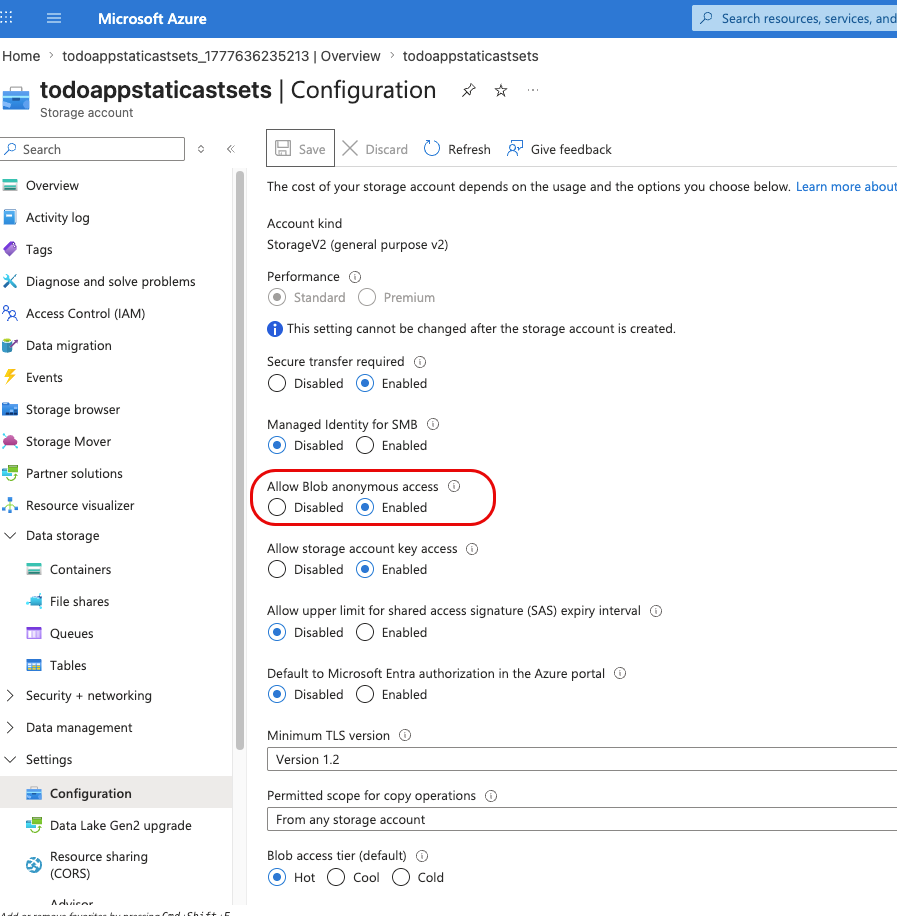 Microsoft Azure
Search resources, services, and
Home > todoappstaticastsets_1777636235213 | Overview > todoappstaticastsets
todoappstaticastsets | Configuration
Storage account
Search
Save
Discard
Refresh
Give feedback
Overview
Activity log
Tags
Diagnose and solve problems
Access Control (IAM)
Data migration
Events
Storage browser
Storage Mover
Partner solutions
Resource visualizer
Data storage
Containers
File shares
Queues
Tables
Security + networking
Data management
Settings
Configuration
Data Lake Gen2 upgrade
Resource sharing
(CORS)
Advisor
Add or remove favorites by pressing Cmd+Shift+F
The cost of your storage account depends on the usage and the options you choose below. Learn more about
Account kind
StorageV2 (general purpose v2)
Performance
Standard Premium
This setting cannot be changed after the storage account is created.
Secure transfer required
Disabled Enabled
Managed Identity for SMB
Disabled Enabled
Allow Blob anonymous access
Disabled Enabled
Allow storage account key access
Disabled Enabled
Allow upper limit for shared access signature (SAS) expiry interval
Disabled Enabled
Default to Microsoft Entra authorization in the Azure portal
Disabled Enabled
Minimum TLS version
Version 1.2
Permitted scope for copy operations
From any storage account
Blob access tier (default)
Hot Cool Cold